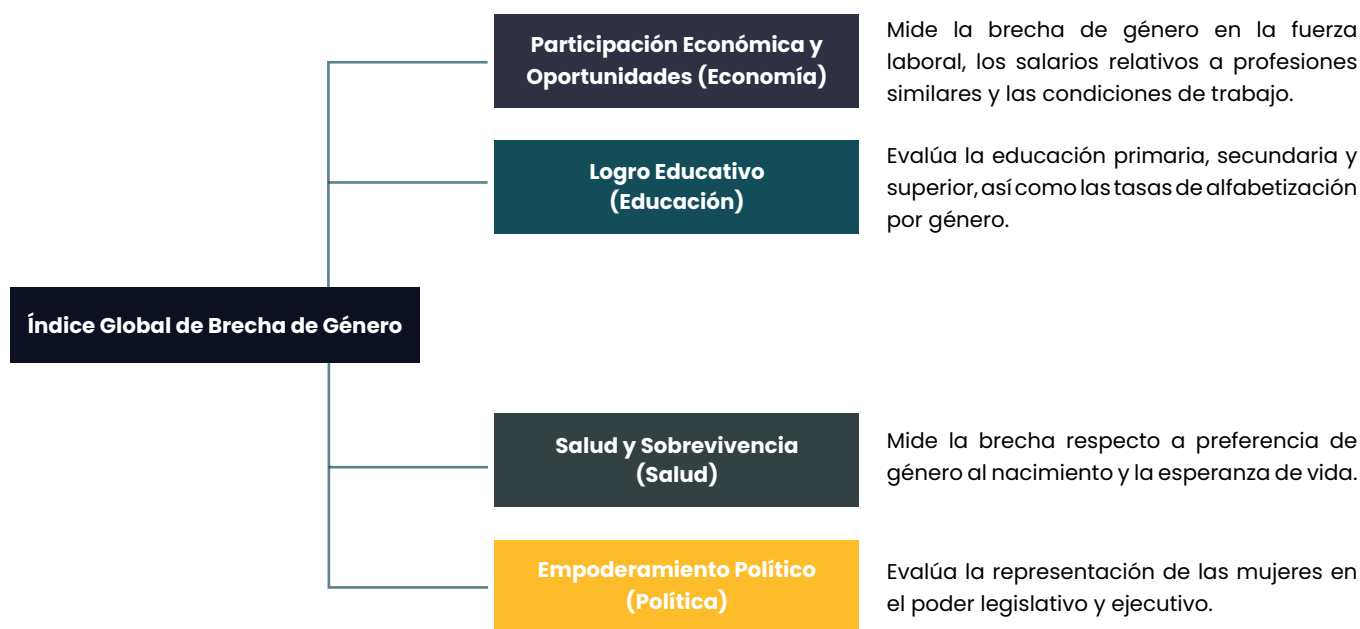 Participación Económica y
Oportunidades (Economía)
Mide la brecha de género en la fuerza
laboral, los salarios relativos a profesiones
similares y las condiciones de trabajo.
Logro Educativo
(Educación)
Evalúa la educación primaria, secundaria y
superior, así como las tasas de alfabetización
por género.
Índice Global de Brecha de Género
Salud y Sobrevivencia
(Salud)
Mide la brecha respecto a preferencia de
género al nacimiento y la esperanza de vida.
Empoderamiento Político
(Política)
Evalúa la representación de las mujeres en
el poder legislativo y ejecutivo.